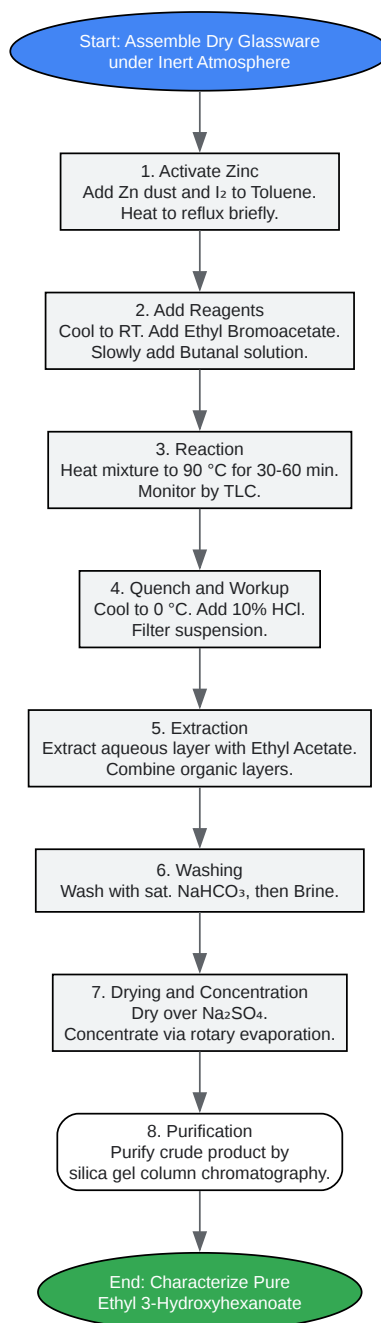 Start: Assemble Dry Glassware
under Inert Atmosphere
1. Activate Zinc
Add Zn dust and I₂ to Toluene.
Heat to reflux briefly.
2. Add Reagents
Cool to RT. Add Ethyl Bromoacetate.
Slowly add Butanal solution.
3. Reaction
Heat mixture to 90 °C for 30-60 min.
Monitor by TLC.
4. Quench and Workup
Cool to 0 °C. Add 10% HCl.
Filter suspension.
5. Extraction
Extract aqueous layer with Ethyl Acetate.
Combine organic layers.
6. Washing
Wash with sat. NaHCO₃, then Brine.
7. Drying and Concentration
Dry over Na₂SO₄.
Concentrate via rotary evaporation.
8. Purification
Purify crude product by
silica gel column chromatography.
End: Characterize Pure
Ethyl 3-Hydroxyhexanoate